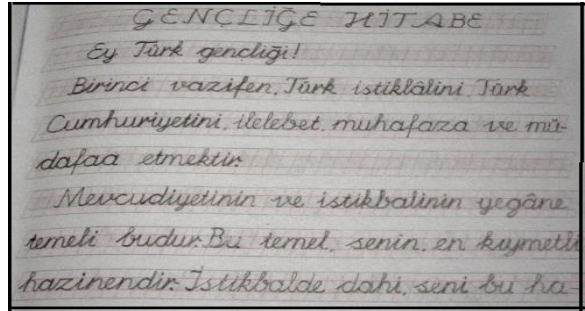 GENÇLİĞE HİTABE
Ey Türk gençliği!
Birinci vazifen, Türk istiklâlini, Türk
Cumhuriyetini, ilelebet, muhafaza ve mü-
dafaa etmektir.
Mevcudiyetinin ve istikbalinin yegâne
temeli budur. Bu temel, senin, en kıymetli
hazinendir. İstikbalde dahi, seni bu ha-